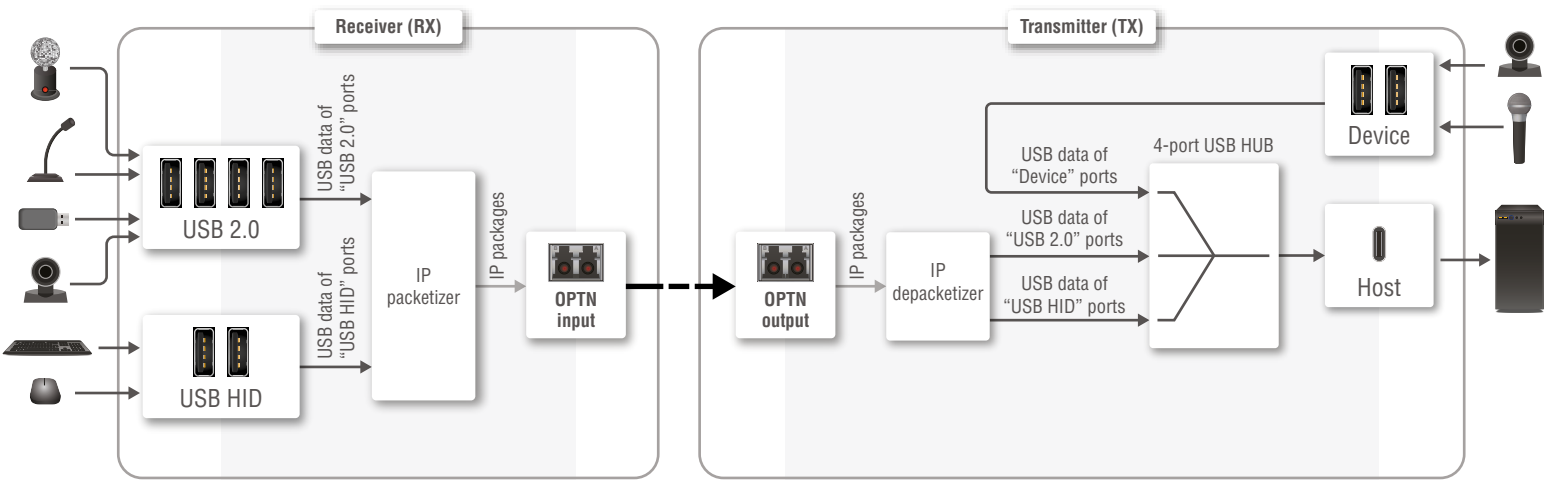 Receiver (RX)
Transmitter (TX)
USB 2.0
USB HID
USB data of
“USB 2.0” ports
USB data of
“USB HID” ports
IP
packetizer
IP packages
OPTN
input
OPTN
output
IP packages
IP
depacketizer
USB data of
“Device” ports
USB data of
“USB 2.0” ports
USB data of
“USB HID” ports
4-port USB HUB
Device
Host